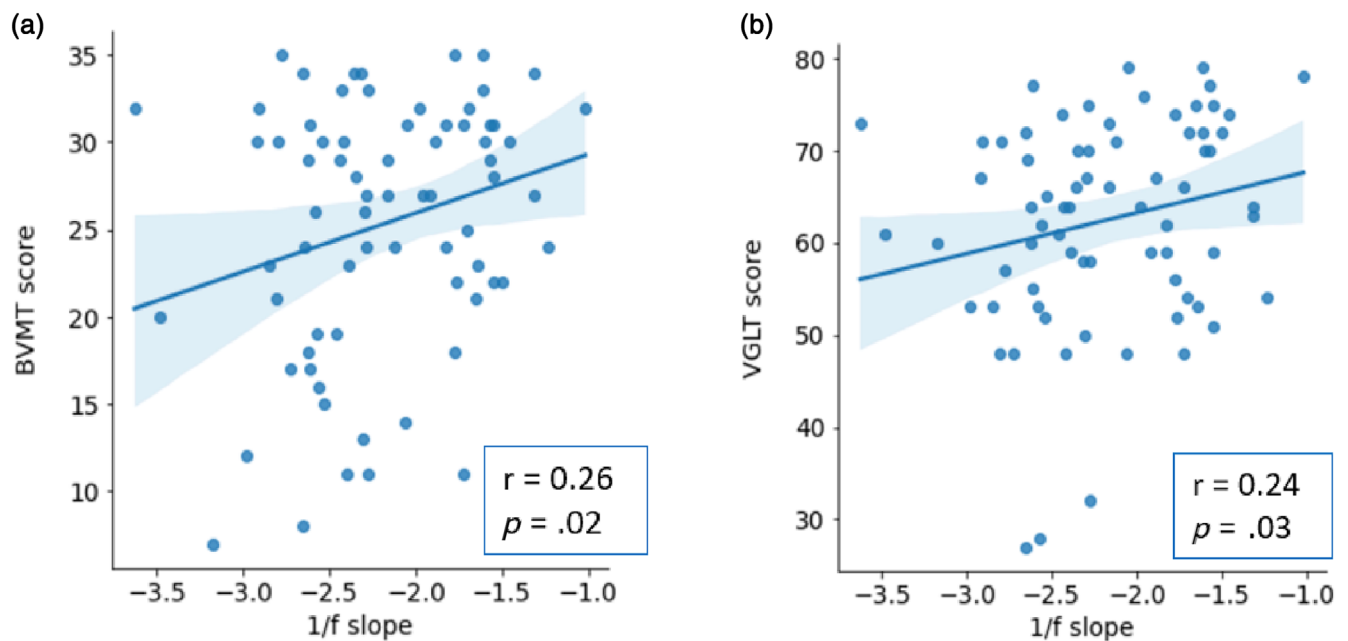 (a)
35
30
25
20
15
10
BVMT score
−3.5 −3.0 −2.5 −2.0 −1.5 −1.0
1/f slope
r = 0.26
p = .02
(b)
80
70
60
50
40
30
VGLT score
−3.5 −3.0 −2.5 −2.0 −1.5 −1.0
1/f slope
r = 0.24
p = .03